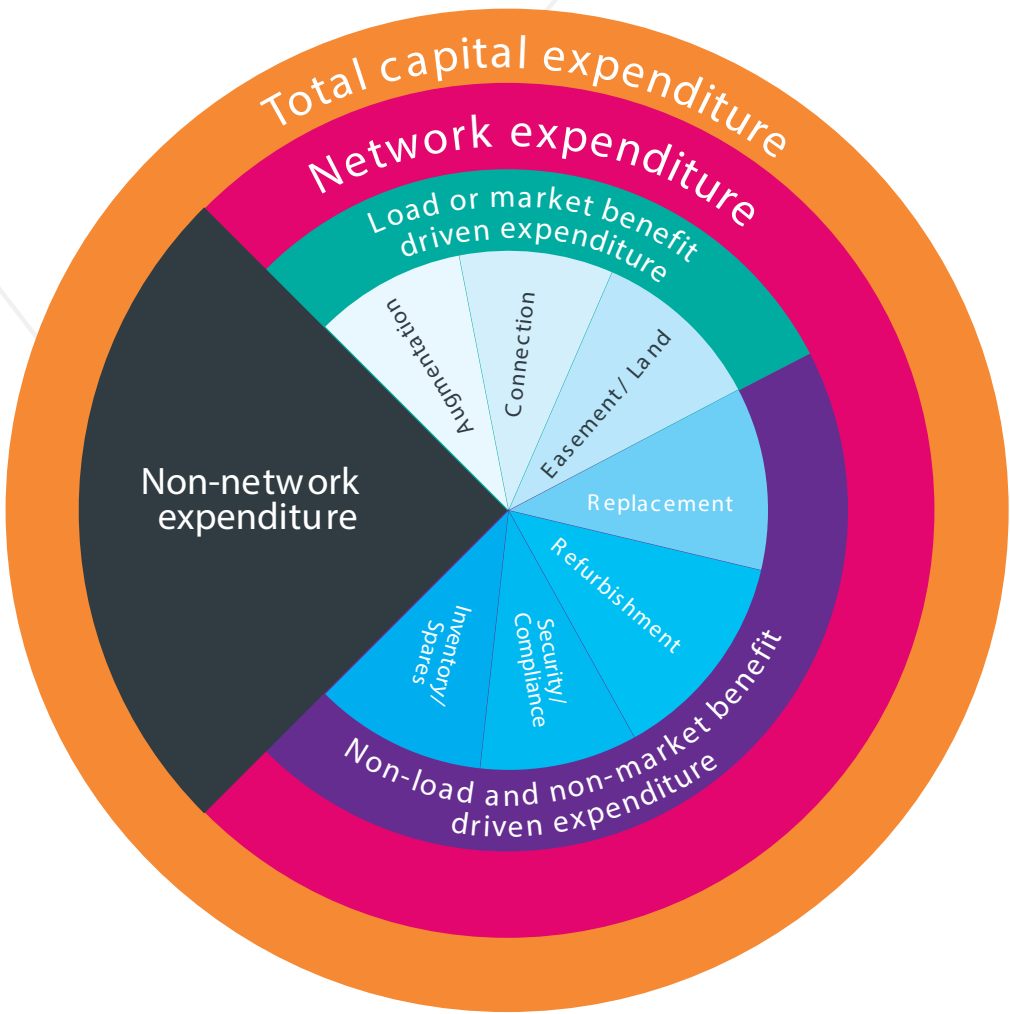 Total capital expenditure
Network expenditure
Load or market benefit
driven expenditure
Augmentation
Connection
Easement/ Land
Replacement
Refurbishment
Security/
Compliance
Inventory/
Spares
Non-load and non-market benefit
driven expenditure
Non-network
expenditure